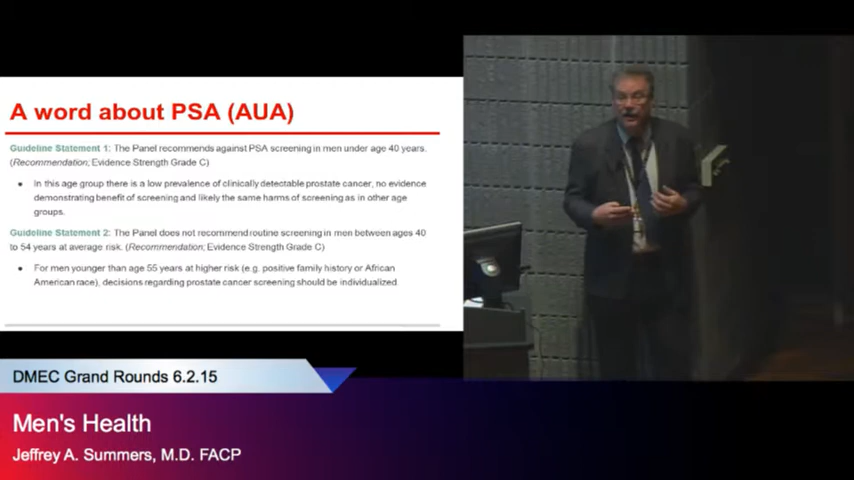 A word about PSA (AUA)
Guideline Statement 1: The Panel recommends against PSA screening in men under age 40 years.
(Recommendation; Evidence Strength Grade C)
● In this age group there is a low prevalence of clinically detectable prostate cancer, no evidence
demonstrating benefit of screening and likely the same harms of screening as in other age
groups.
Guideline Statement 2: The Panel does not recommend routine screening in men between ages 40
to 54 years at average risk. (Recommendation; Evidence Strength Grade C)
● For men younger than age 55 years at higher risk (e.g. positive family history or African
American race), decisions regarding prostate cancer screening should be individualized.
DMEC Grand Rounds 6.2.15
Men's Health
Jeffrey A. Summers, M.D. FACP